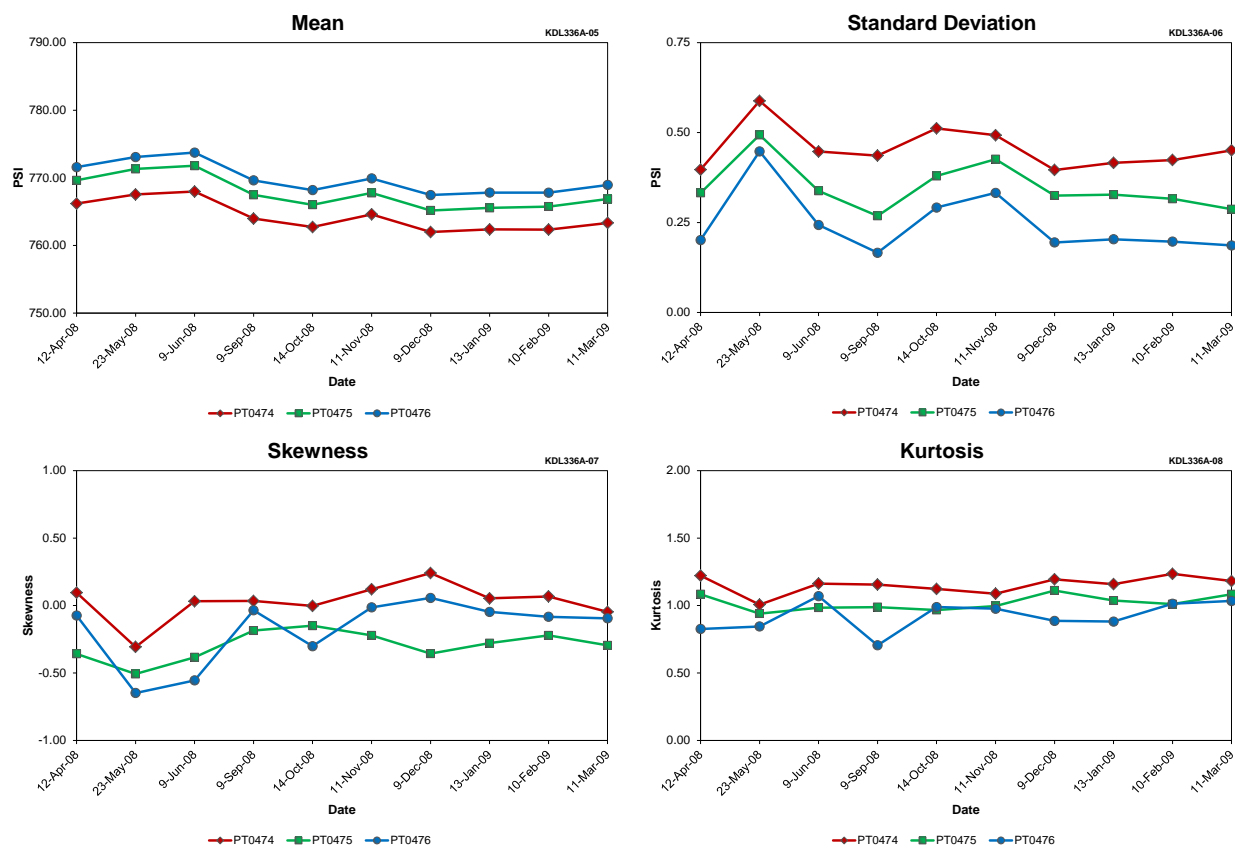 Mean
KDL336A-05
790.00
780.00
770.00
760.00
750.00
PSI
12-Apr-08
23-May-08
9-Jun-08
9-Sep-08
14-Oct-08
11-Nov-08
9-Dec-08
13-Jan-09
10-Feb-09
11-Mar-09
Date
PT0474 PT0475 PT0476
Standard Deviation
KDL336A-06
0.75
0.50
0.25
0.00
PSI
12-Apr-08
23-May-08
9-Jun-08
9-Sep-08
14-Oct-08
11-Nov-08
9-Dec-08
13-Jan-09
10-Feb-09
11-Mar-09
Date
PT0474 PT0475 PT0476
Skewness
KDL336A-07
1.00
0.50
0.00
-0.50
-1.00
Skewness
12-Apr-08
23-May-08
9-Jun-08
9-Sep-08
14-Oct-08
11-Nov-08
9-Dec-08
13-Jan-09
10-Feb-09
11-Mar-09
Date
PT0474 PT0475 PT0476
Kurtosis
KDL336A-08
2.00
1.50
1.00
0.50
0.00
Kurtosis
12-Apr-08
23-May-08
9-Jun-08
9-Sep-08
14-Oct-08
11-Nov-08
9-Dec-08
13-Jan-09
10-Feb-09
11-Mar-09
Date
PT0474 PT0475 PT0476